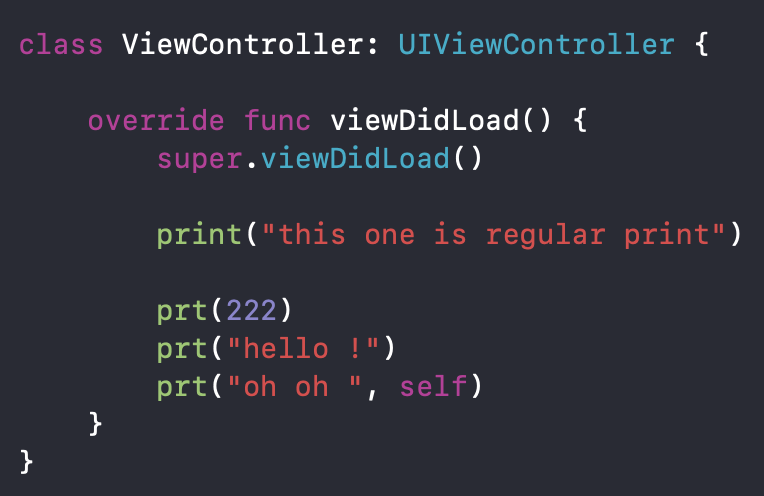 class ViewController: UIViewController {
override func viewDidLoad() {
super.viewDidLoad()
print("this one is regular print")
prt(222)
prt("hello !")
prt("oh oh ", self)
}
}